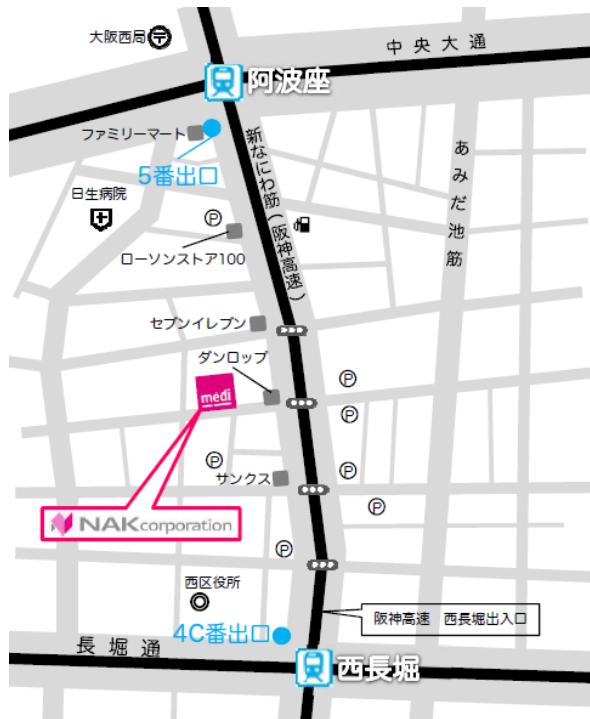 大阪西局
中央大通
阿波座
ファミリーマート
5番出口
新なにわ筋(阪神高速)
あみだ池筋
日生病院
P
ローソンストア100
セブンイレブン
ダンロップ
P
medi
P
P
サンクス
P
P
NAKcorporation
P
西区役所
阪神高速 西長堀出入口
4C番出口
長堀通
西長堀